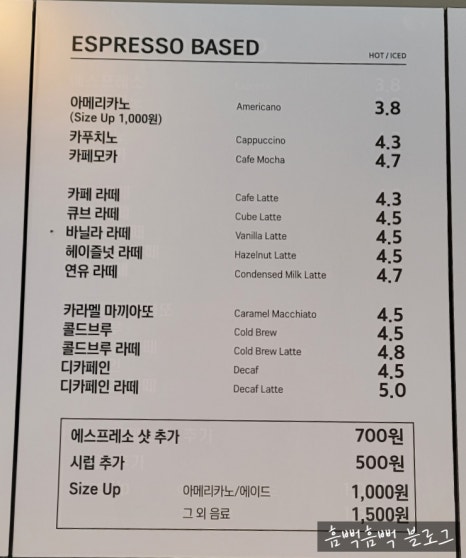 ESPRESSO BASED
HOT / ICED
아메리카노 Americano 3.8
(Size Up 1,000원)
카푸치노 Cappuccino 4.3
카페모카 Cafe Mocha 4.7
카페 라떼 Cafe Latte 4.3
큐브 라떼 Cube Latte 4.5
바닐라 라떼 Vanilla Latte 4.5
헤이즐넛 라떼 Hazelnut Latte 4.5
연유 라떼 Condensed Milk Latte 4.7
카라멜 마끼아또 Caramel Macchiato 4.5
콜드브루 Cold Brew 4.5
콜드브루 라떼 Cold Brew Latte 4.8
디카페인 Decaf 4.5
디카페인 라떼 Decaf Latte 5.0
에스프레소 샷 추가 700원
시럽 추가 500원
Size Up 아메리카노/에이드 1,000원
그 외 음료 1,500원
흠뻑흠뻑 블로그